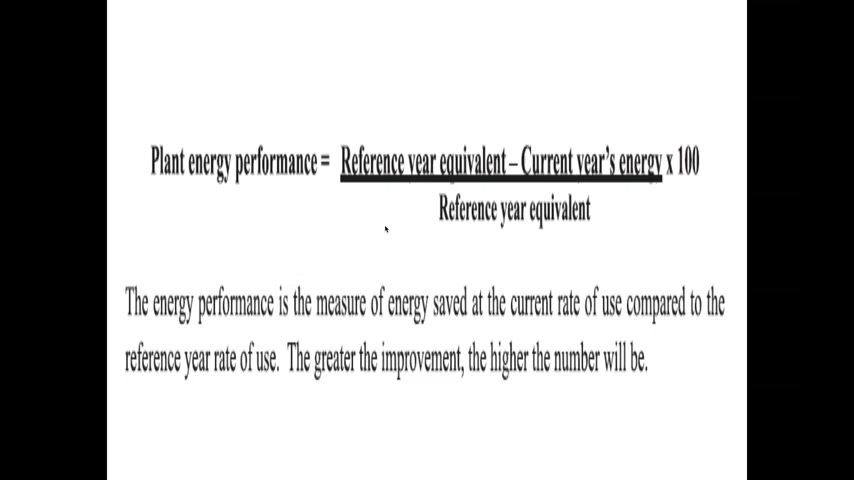 Plant energy performance = Reference year equivalent – Current year's energy x 100
Reference year equivalent
The energy performance is the measure of energy saved at the current rate of use compared to the
reference year rate of use. The greater the improvement, the higher the number will be.